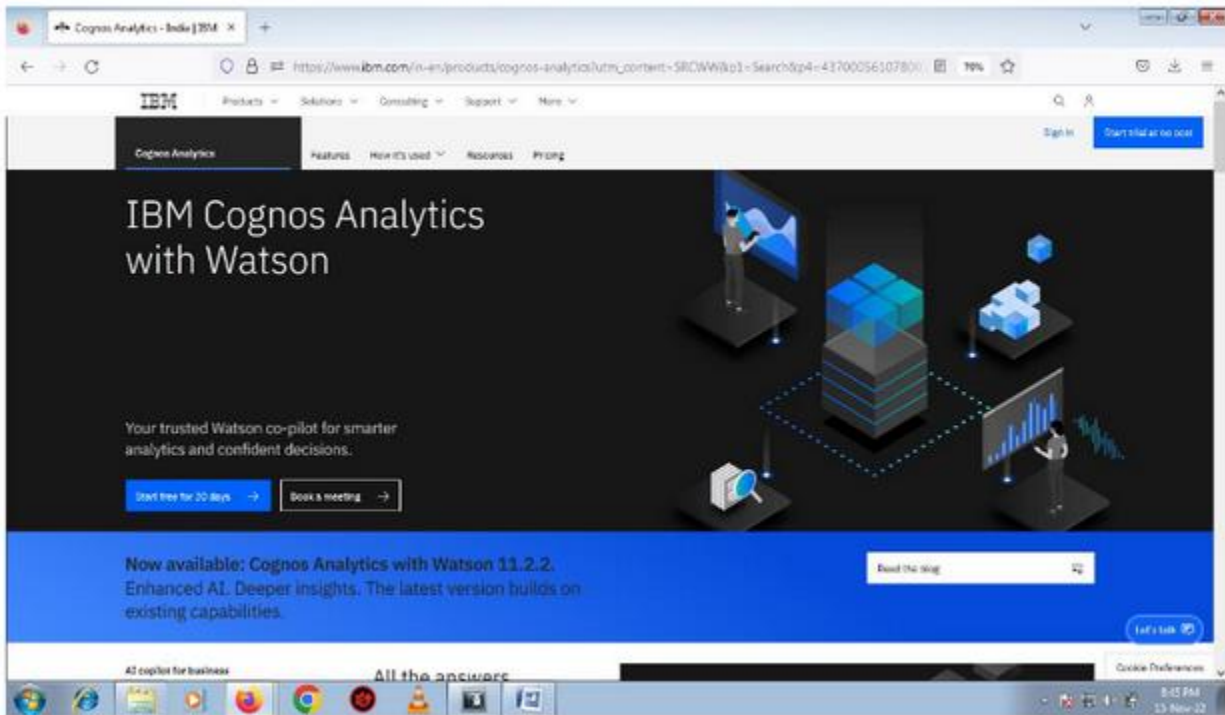 Cognos Analytics - India | IBM
https://www.ibm.com/in-en/products/cognos-analytics?utm_content=SRCWW&p1=Search&p4=43700056107800
70%
IBM Products Solutions Consulting Support More
Cognos Analytics Features How it's used Resources Pricing
Sign in Start trial at no cost
IBM Cognos Analytics
with Watson
Your trusted Watson co-pilot for smarter
analytics and confident decisions.
Start free for 30 days Book a meeting
Now available: Cognos Analytics with Watson 11.2.2.
Enhanced AI. Deeper insights. The latest version builds on
existing capabilities.
Read the blog
Let's talk
AI copilot for business
All the answers
Cookie Preferences
8:45 PM
15-Nov-22